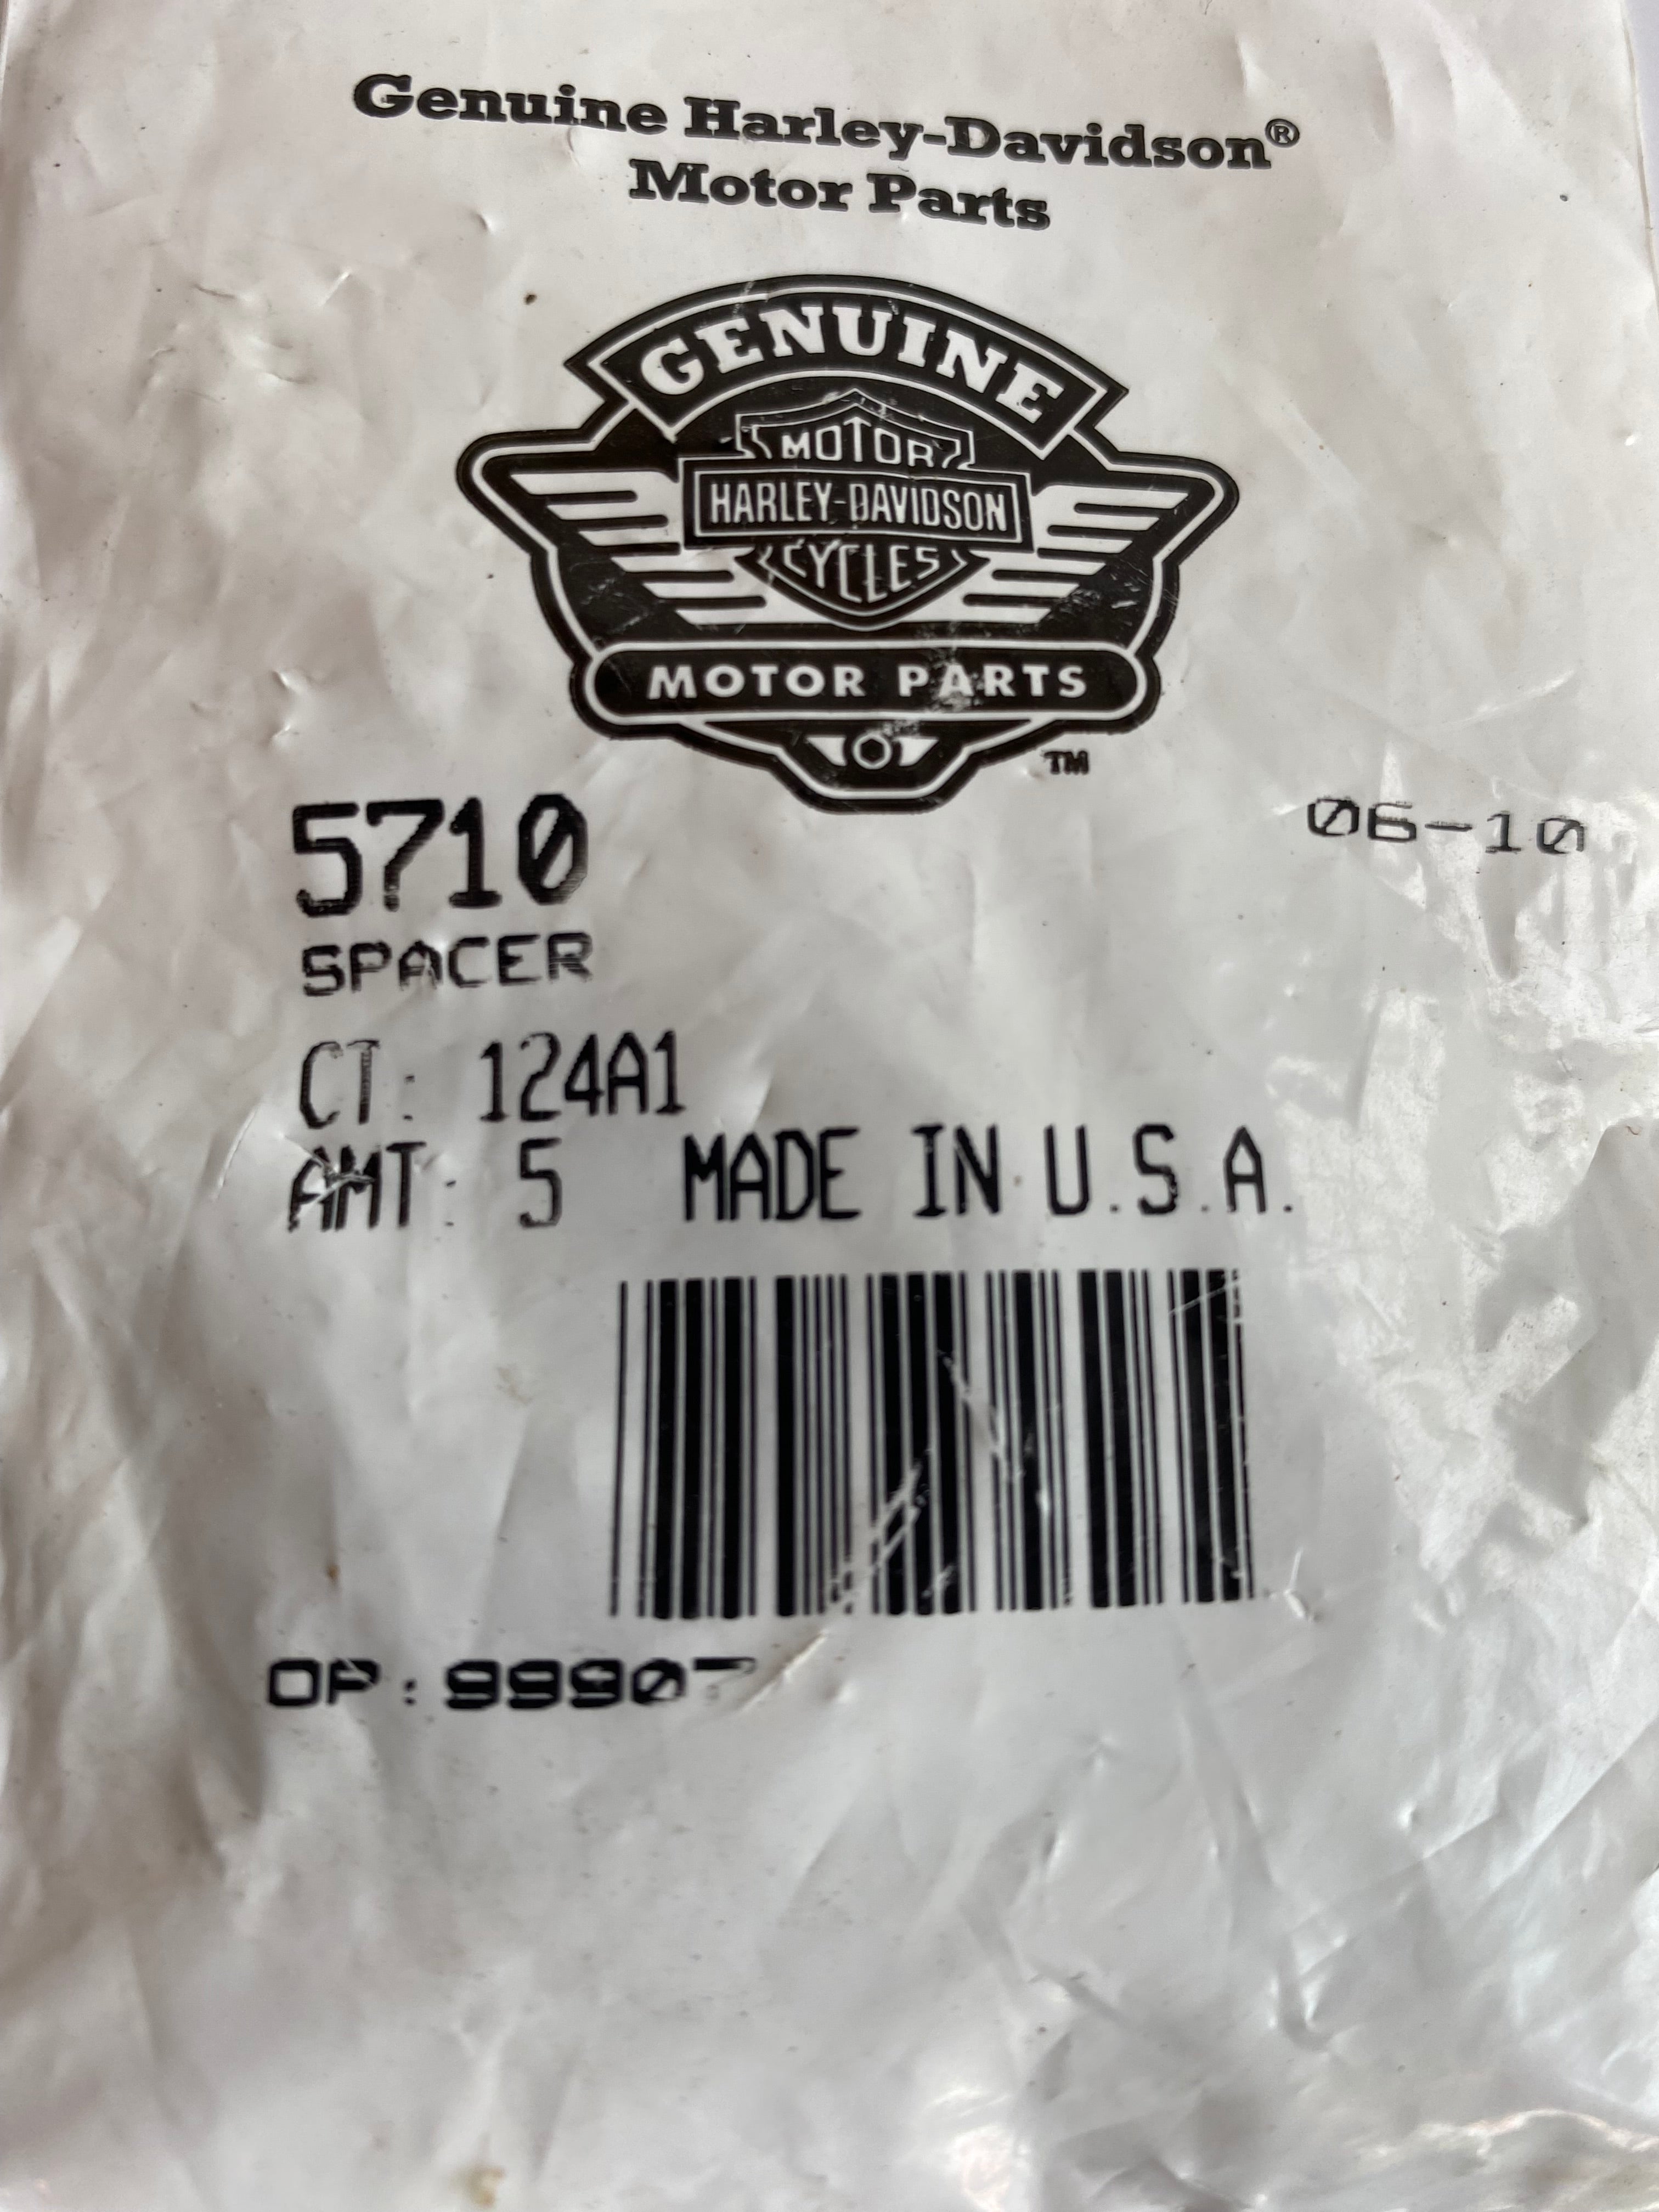 Genuine Harley-Davidson®
Motor Parts
GENUINE
MOTOR
HARLEY-DAVIDSON
CYCLES
MOTOR PARTS
TM
5710
06-10
SPACER
CT: 124A1
AMT: 5 MADE IN U.S.A.
OP: